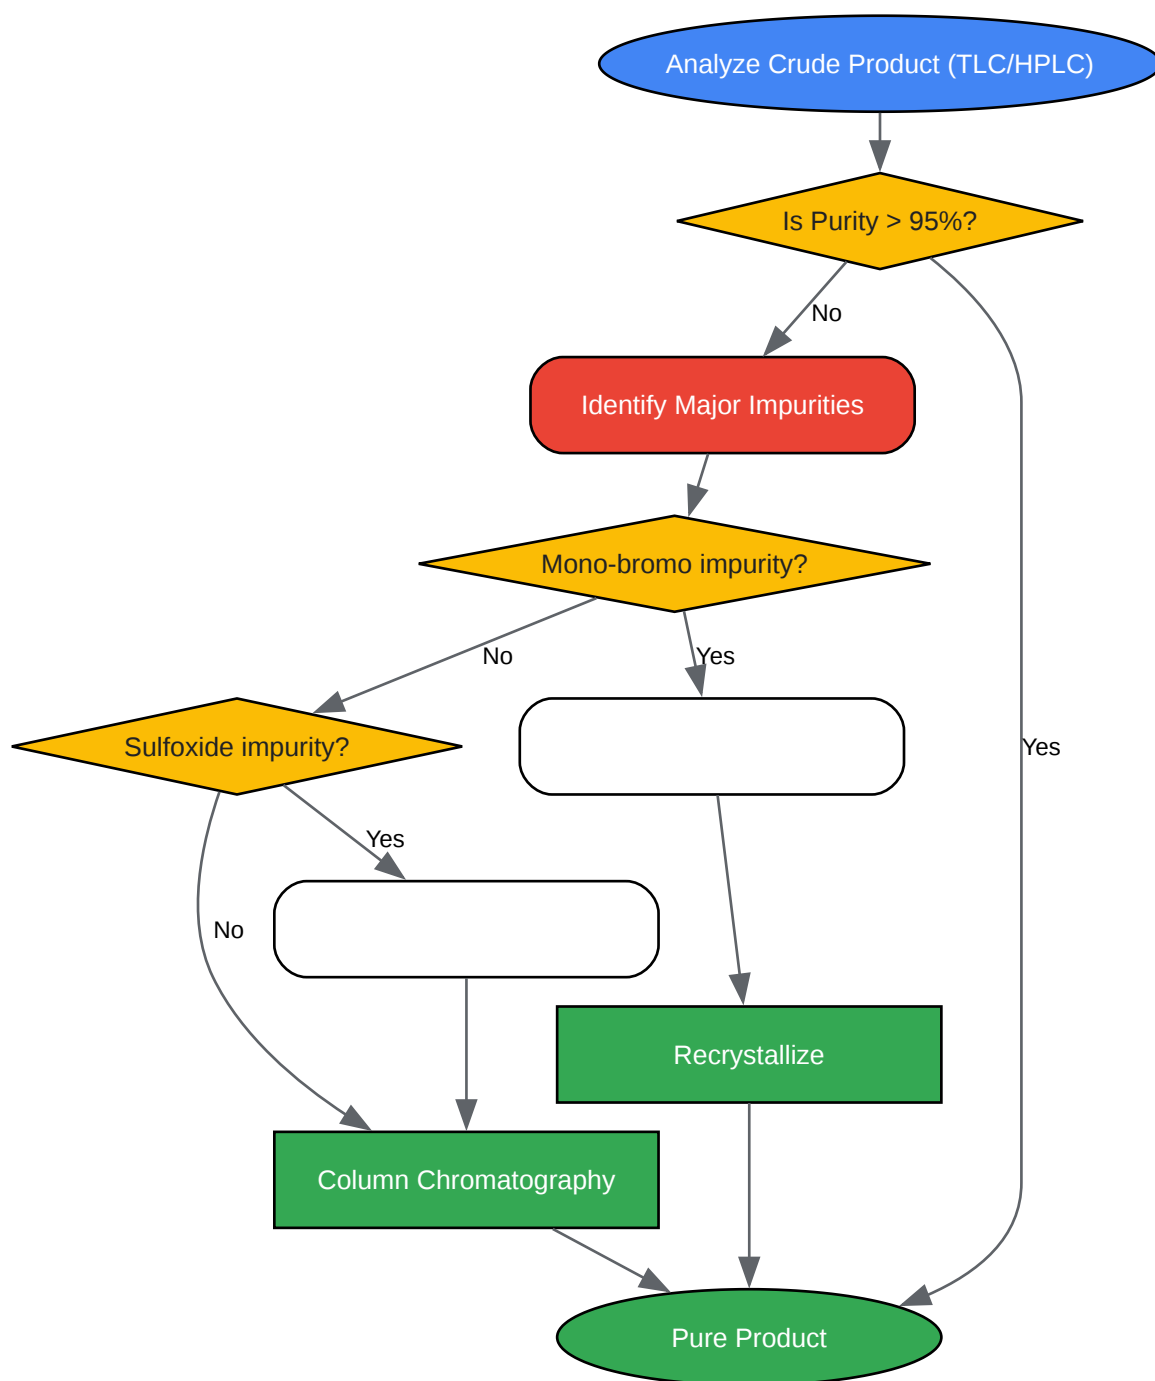 Analyze Crude Product (TLC/HPLC)
Is Purity > 95%?
No
Identify Major Impurities
Mono-bromo impurity?
No
Yes
Sulfoxide impurity?
Yes
Yes
No
Recrystallize
Column Chromatography
Pure Product